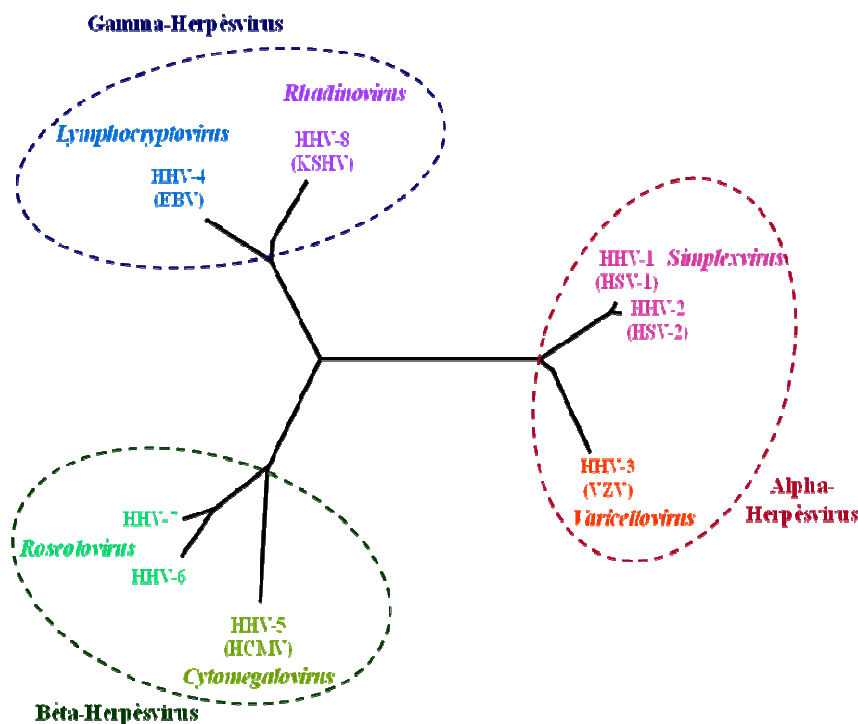 Gamma-Herpèsvirus
Rhadinovirus
Lymphocryptovirus
HHV-8
(KSHV)
HHV-4
(EBV)
HHV-1 Simplexvirus
(HSV-1)
HHV-2
(HSV-2)
HHV-3
(VZV)
Varicellovirus
Alpha-
Herpèsvirus
HHV-7
Roseolovirus
HHV-6
HHV-5
(HCMV)
Cytomegalovirus
Bêta-Herpèsvirus